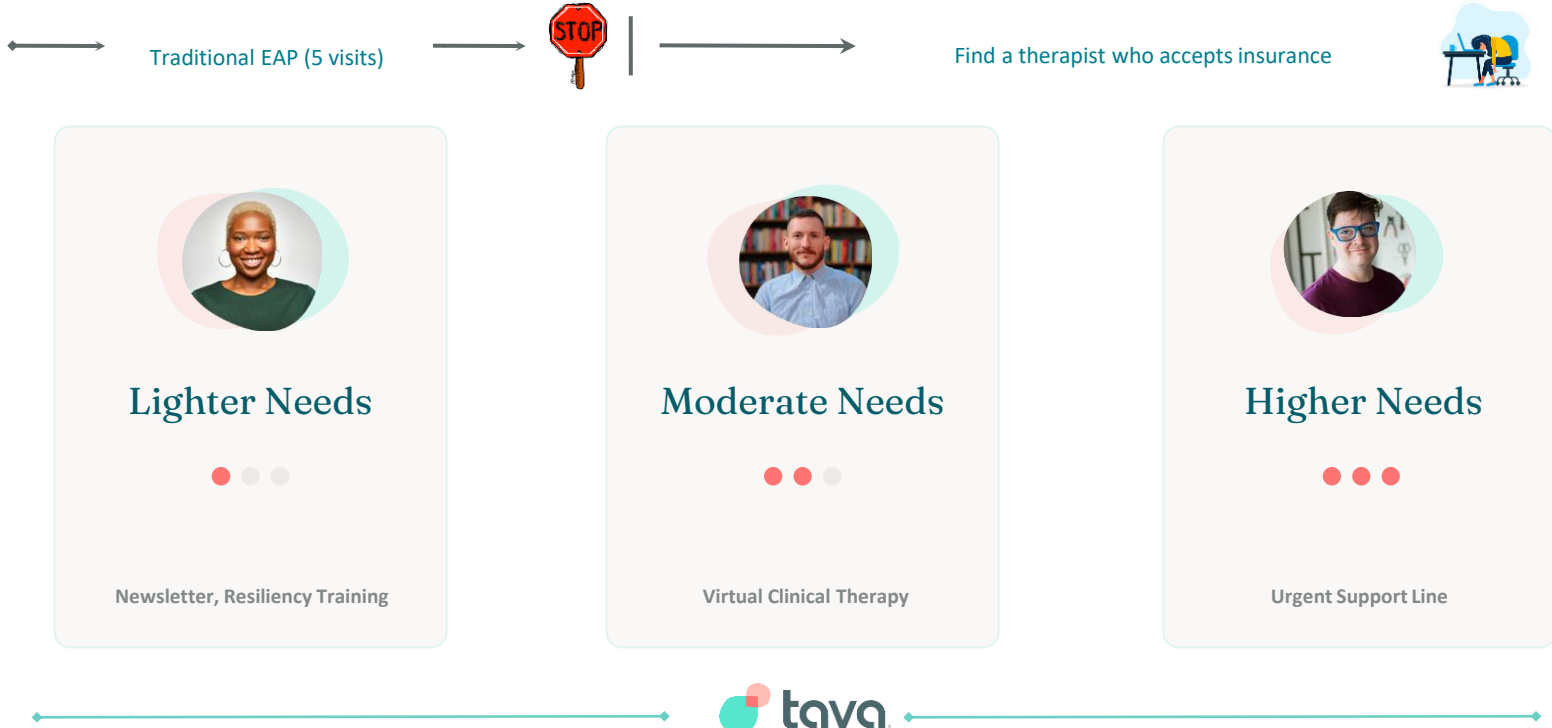 Traditional EAP (5 visits)
STOP
Find a therapist who accepts insurance
Lighter Needs
Moderate Needs
Higher Needs
Newsletter, Resiliency Training
Virtual Clinical Therapy
Urgent Support Line
tava